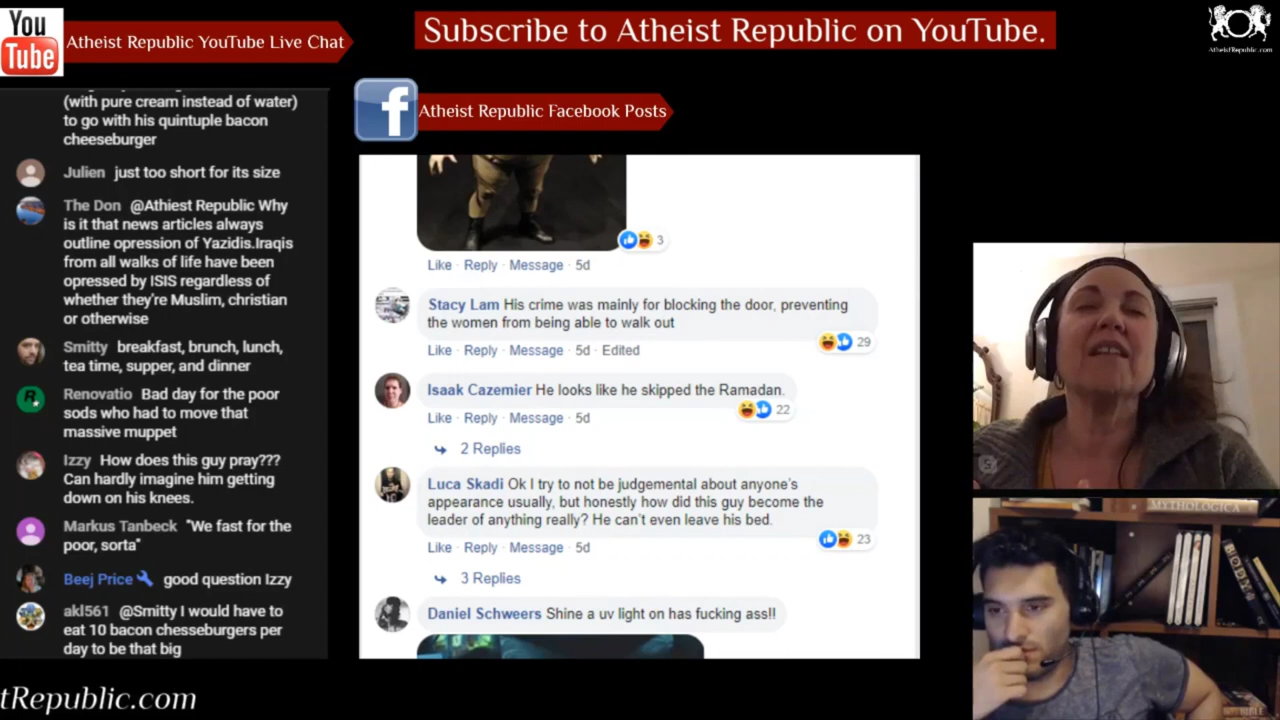 You
Tube
Atheist Republic YouTube Live Chat
Subscribe to Atheist Republic on YouTube.
AtheistRepublic.com
(with pure cream instead of water)
to go with his quintuple bacon
cheeseburger
Julien just too short for its size
The Don @Athiest Republic Why
is it that news articles always
outline opression of Yazidis.Iraqis
from all walks of life have been
opressed by ISIS regardless of
whether they're Muslim, christian
or otherwise
Smitty breakfast, brunch, lunch,
tea time, supper, and dinner
Renovatio Bad day for the poor
sods who had to move that
massive muppet
Izzy How does this guy pray???
Can hardly imagine him getting
down on his knees.
Markus Tanbeck "We fast for the
poor, sorta"
Beej Price good question Izzy
akl561 @Smitty I would have to
eat 10 bacon chesseburgers per
day to be that big
f
Atheist Republic Facebook Posts
3
Like · Reply · Message · 5d
Stacy Lam His crime was mainly for blocking the door, preventing
the women from being able to walk out
29
Like · Reply · Message · 5d · Edited
Isaak Cazemier He looks like he skipped the Ramadan.
22
Like · Reply · Message · 5d
2 Replies
Luca Skadi Ok I try to not be judgemental about anyone's
appearance usually, but honestly how did this guy become the
leader of anything really? He can't even leave his bed.
23
Like · Reply · Message · 5d
3 Replies
Daniel Schweers Shine a uv light on has fucking ass!!
MYTHOLOGICA
tRepublic.com